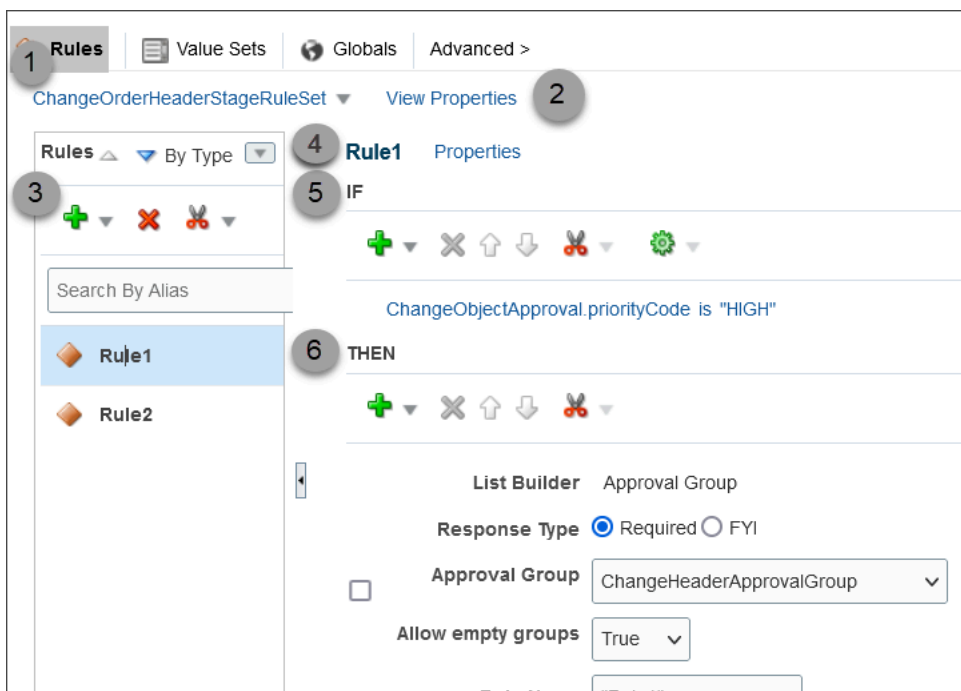 Rules Value Sets Globals Advanced >
1
ChangeOrderHeaderStageRuleSet View Properties 2
Rules By Type 4 Rule1 Properties
3 5 IF
Search By Alias
ChangeObjectApproval.priorityCode is "HIGH"
Rule1 6 THEN
Rule2
List Builder Approval Group
Response Type Required FYI
Approval Group ChangeHeaderApprovalGroup
Allow empty groups True